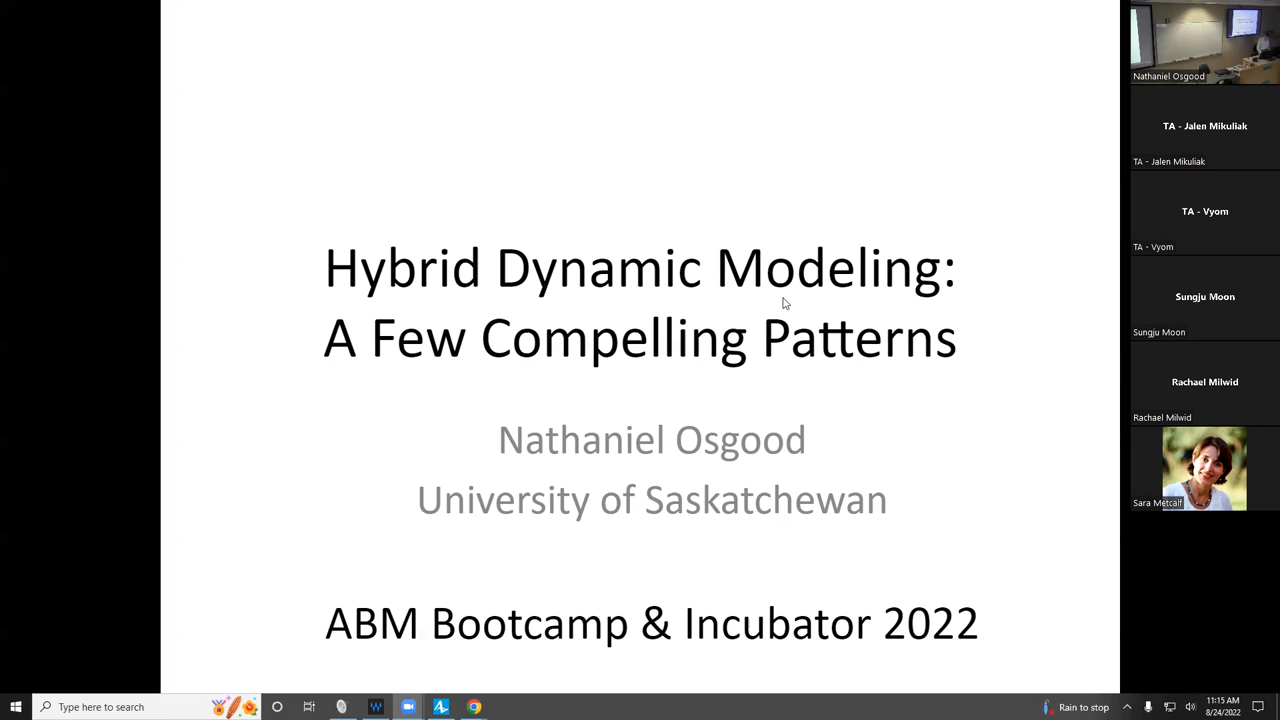 Hybrid Dynamic Modeling:
A Few Compelling Patterns
Nathaniel Osgood
University of Saskatchewan
ABM Bootcamp & Incubator 2022
Nathaniel Osgood
TA - Jalen Mikuliak
TA - Jalen Mikuliak
TA - Vyom
TA - Vyom
Sungju Moon
Sungju Moon
Rachael Milwid
Rachael Milwid
Sara Metcalf
Type here to search
Rain to stop
11:15 AM
8/24/2022